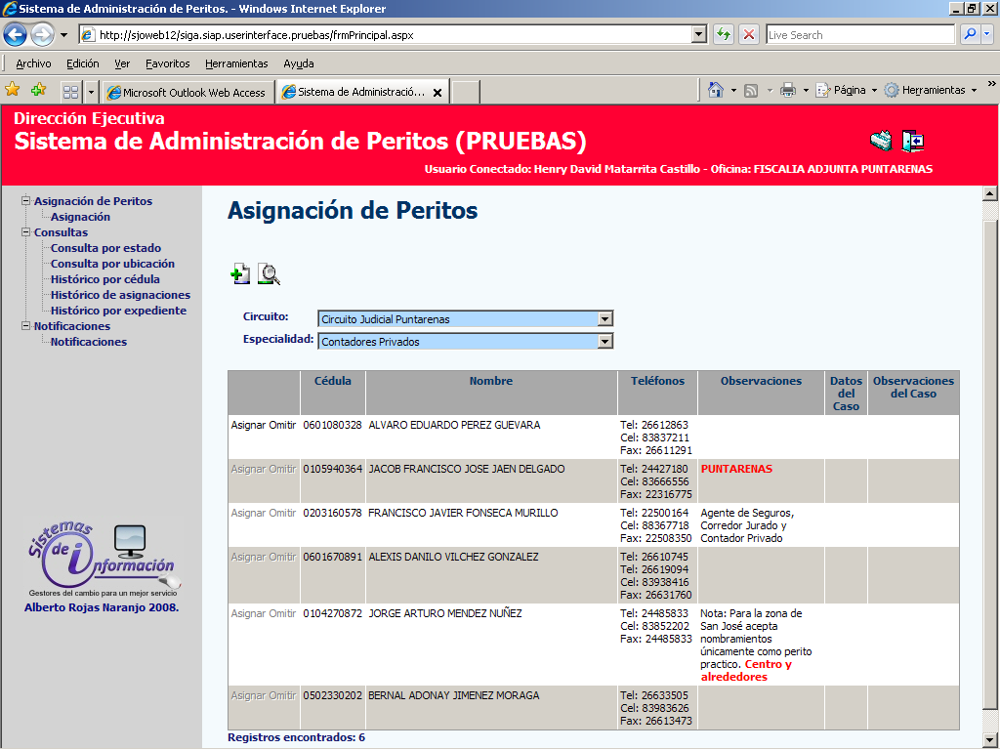 Sistema de Administración de Peritos. - Windows Internet Explorer
http://sjoweb12/siga.siap.userinterface.pruebas/frmPrincipal.aspx
Live Search
Archivo Edición Ver Favoritos Herramientas Ayuda
Microsoft Outlook Web Access
Sistema de Administració...
Página
Herramientas
Dirección Ejecutiva
Sistema de Administración de Peritos (PRUEBAS)
Usuario Conectado: Henry David Matarrita Castillo - Oficina: FISCALIA ADJUNTA PUNTARENAS
Asignación de Peritos
Asignación
Consultas
Consulta por estado
Consulta por ubicación
Histórico por cédula
Histórico de asignaciones
Histórico por expediente
Notificaciones
Notificaciones
Sistemas
de i
nformación
Gestores del cambio para un mejor servicio
Alberto Rojas Naranjo 2008.
Asignación de Peritos
Circuito: Circuito Judicial Puntarenas
Especialidad: Contadores Privados
Cédula Nombre Teléfonos Observaciones Datos del Caso Observaciones del Caso
Asignar Omitir 0601080328 ALVARO EDUARDO PEREZ GUEVARA Tel: 26612863
Cel: 83837211
Fax: 26611291
Asignar Omitir 0105940364 JACOB FRANCISCO JOSE JAEN DELGADO Tel: 24427180 PUNTARENAS
Cel: 83666556
Fax: 22316775
Asignar Omitir 0203160578 FRANCISCO JAVIER FONSECA MURILLO Tel: 22500164 Agente de Seguros,
Cel: 88367718 Corredor Jurado y
Fax: 22508350 Contador Privado
Asignar Omitir 0601670891 ALEXIS DANILO VILCHEZ GONZALEZ Tel: 26610745
Tel: 26619094
Cel: 83938416
Fax: 26631760
Asignar Omitir 0104270872 JORGE ARTURO MENDEZ NUÑEZ Tel: 24485833 Nota: Para la zona de
Cel: 83852202 San José acepta
Fax: 24485833 nombramientos
únicamente como perito
practico. Centro y
alrededores
Asignar Omitir 0502330202 BERNAL ADONAY JIMENEZ MORAGA Tel: 26633505
Cel: 83983626
Fax: 26613473
Registros encontrados: 6